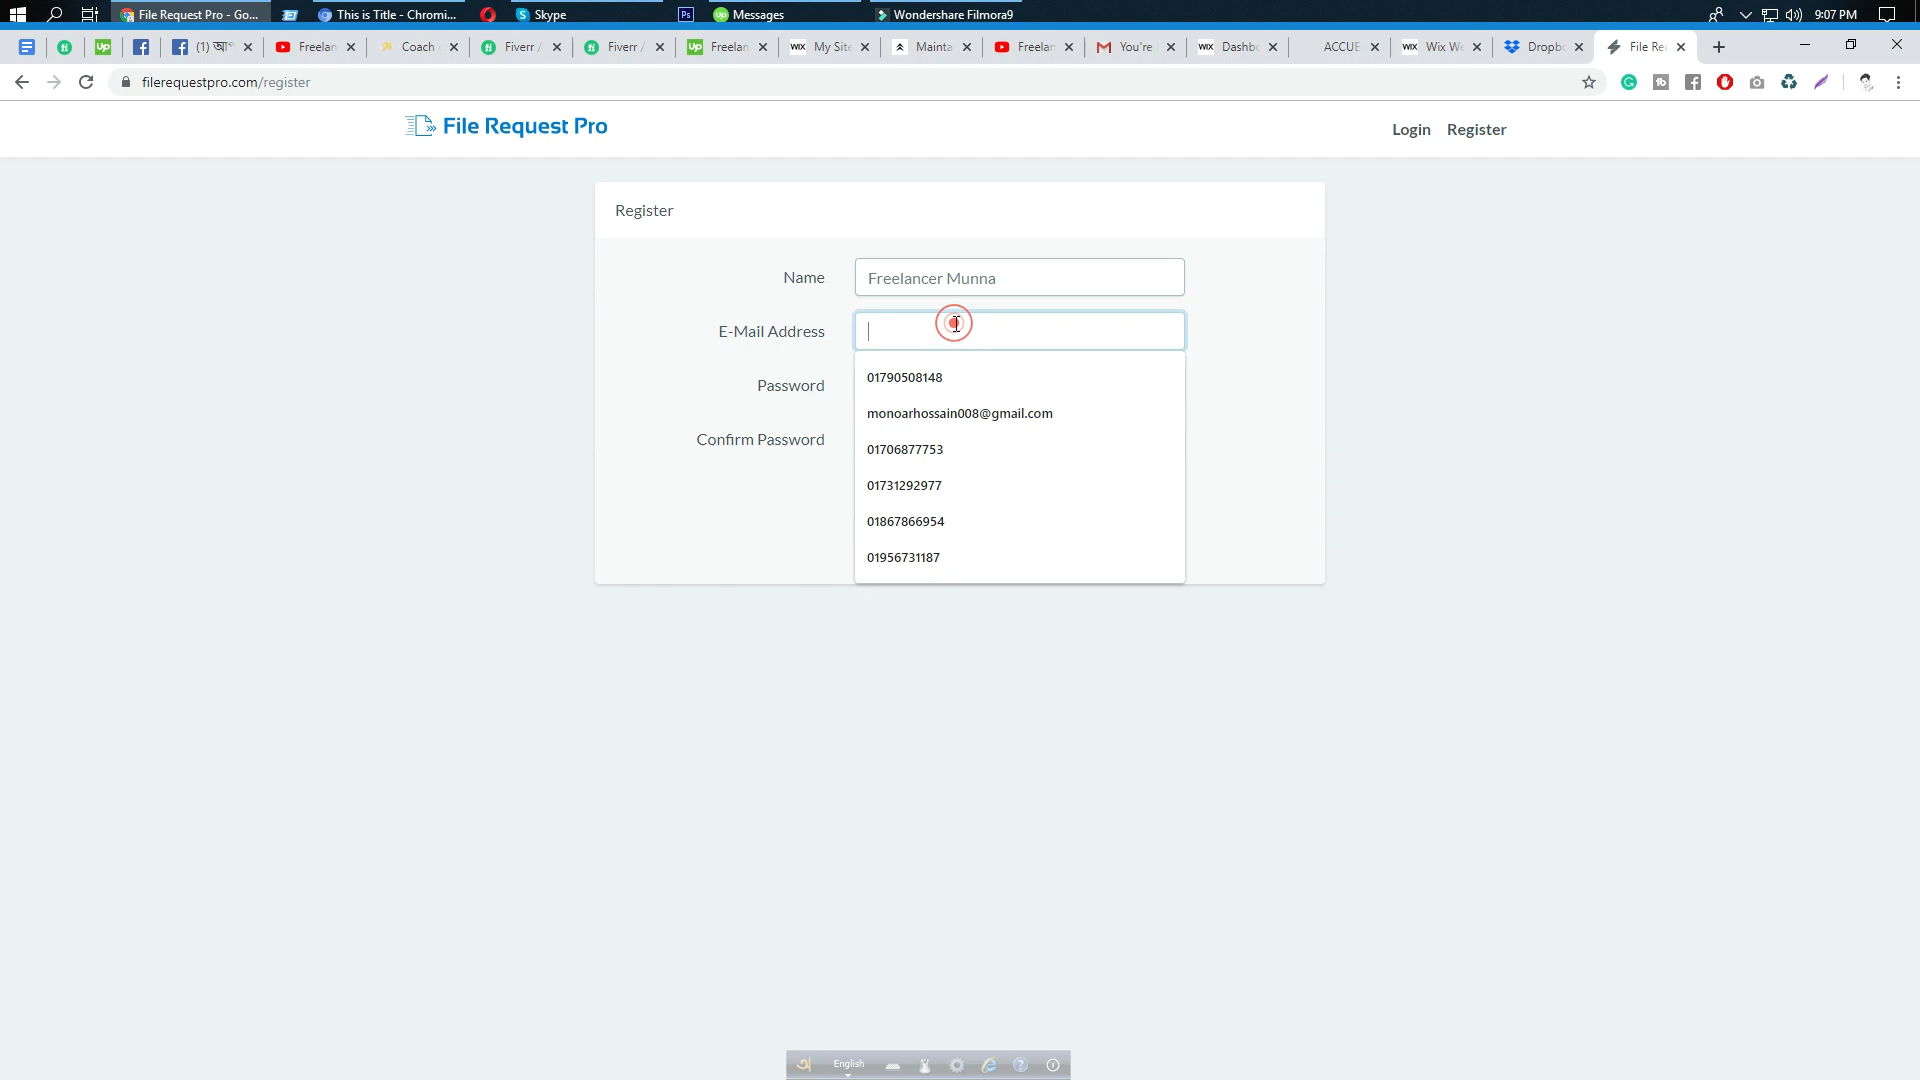 File Request Pro - Go...
This is Title - Chromi...
Skype
Messages
Wondershare Filmora9
9:07 PM
Freelan
Coach
Fiverr /
Fiverr /
Freelan
My Site
Mainta
Freelan
You're
Dashbo
ACCUE
Wix We
Dropbo
File Re
filerequestpro.com/register
File Request Pro
Login Register
Register
Name
Freelancer Munna
E-Mail Address
Password
Confirm Password
01790508148
monoarhossain008@gmail.com
01706877753
01731292977
01867866954
01956731187
English